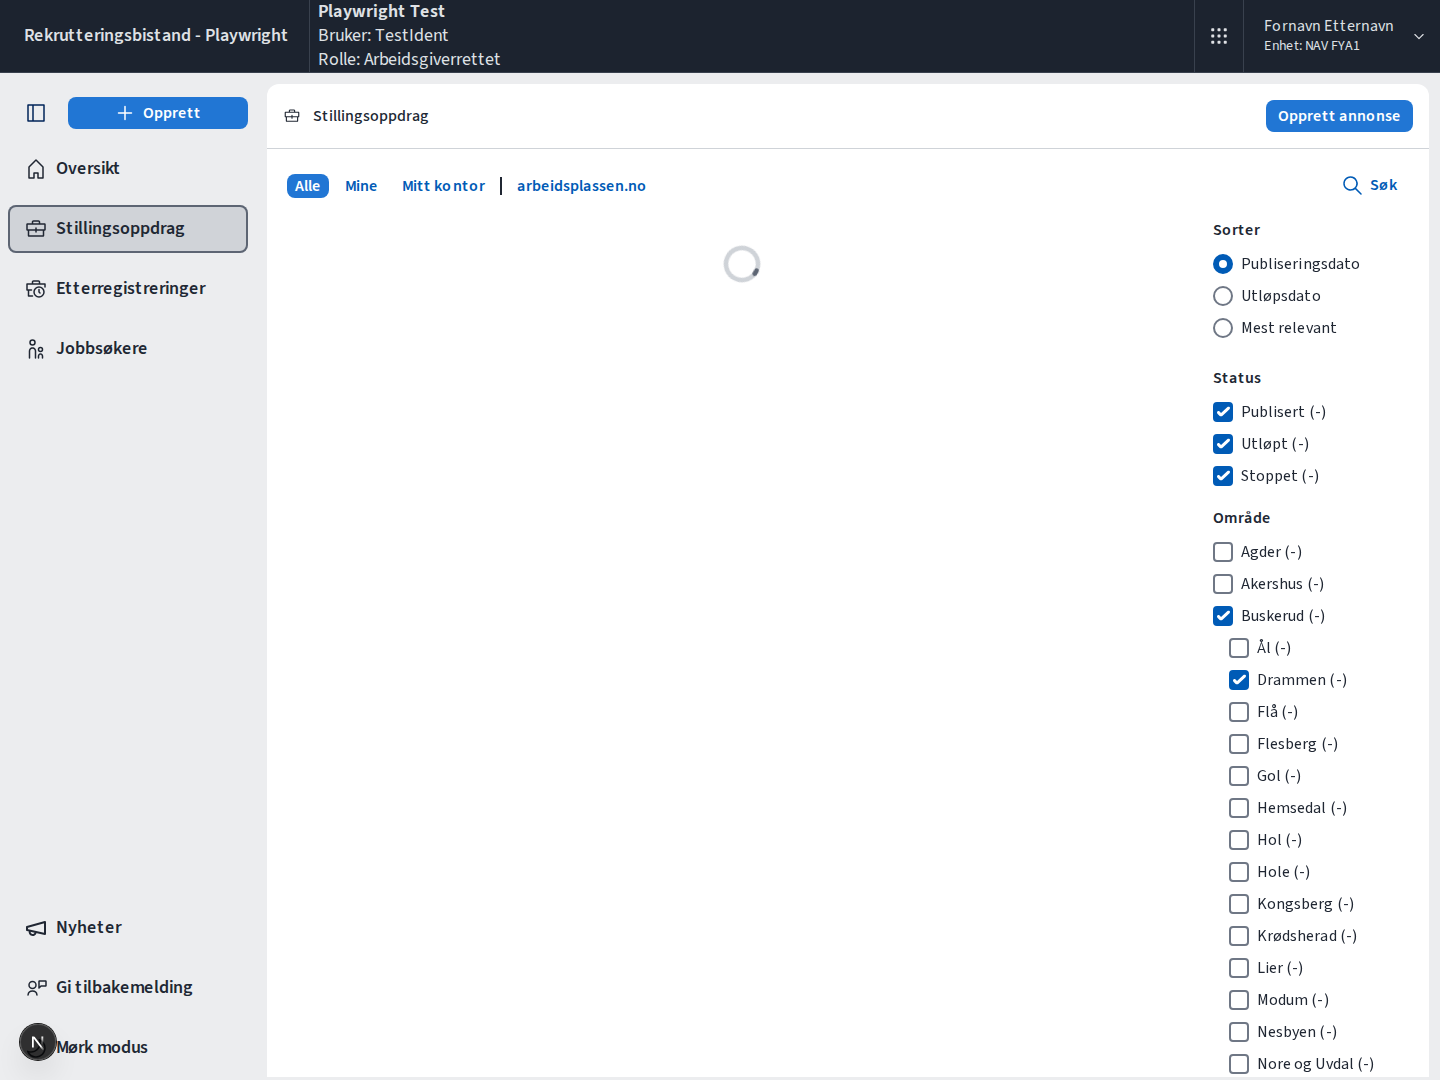 Rekrutteringsbistand - Playwright
Playwright Test
Bruker: TestIdent
Rolle: Arbeidsgiverrettet
Fornavn Etternavn
Enhet: NAV FYA1
Opprett
Oversikt
Stillingsoppdrag
Etterregistreringer
Jobbsøkere
Nyheter
Gi tilbakemelding
N
Mørk modus
Stillingsoppdrag
Opprett annonse
Alle
Mine
Mitt kontor
arbeidsplassen.no
Søk
Sorter
Publiseringsdato
Utløpsdato
Mest relevant
Status
Publisert (-)
Utløpt (-)
Stoppet (-)
Område
Agder (-)
Akershus (-)
Buskerud (-)
Ål (-)
Drammen (-)
Flå (-)
Flesberg (-)
Gol (-)
Hemsedal (-)
Hol (-)
Hole (-)
Kongsberg (-)
Krødsherad (-)
Lier (-)
Modum (-)
Nesbyen (-)
Nore og Uvdal (-)